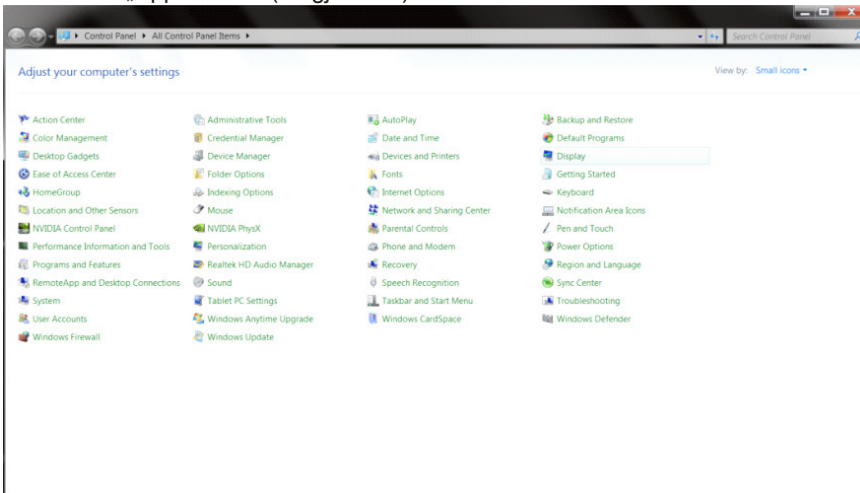 Control Panel ▸ All Control Panel Items ▸
Search Control Panel
Adjust your computer's settings
View by: Small icons
Action Center
Administrative Tools
AutoPlay
Backup and Restore
Color Management
Credential Manager
Date and Time
Default Programs
Desktop Gadgets
Device Manager
Devices and Printers
Display
Ease of Access Center
Folder Options
Fonts
Getting Started
HomeGroup
Indexing Options
Internet Options
Keyboard
Location and Other Sensors
Mouse
Network and Sharing Center
Notification Area Icons
NVIDIA Control Panel
NVIDIA PhysX
Parental Controls
Pen and Touch
Performance Information and Tools
Personalization
Phone and Modem
Power Options
Programs and Features
Realtek HD Audio Manager
Recovery
Region and Language
RemoteApp and Desktop Connections
Sound
Speech Recognition
Sync Center
System
Tablet PC Settings
Taskbar and Start Menu
Troubleshooting
User Accounts
Windows Anytime Upgrade
Windows CardSpace
Windows Defender
Windows Firewall
Windows Update